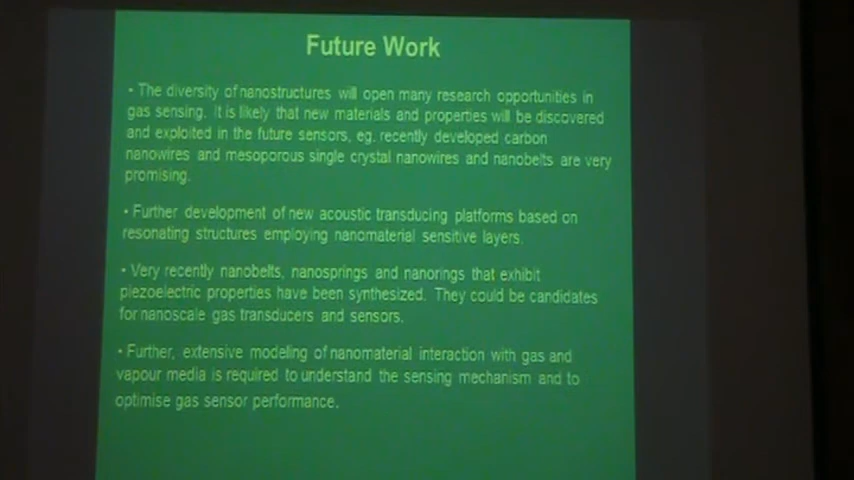 Future Work
• The diversity of nanostructures will open many research opportunities in
gas sensing. It is likely that new materials and properties will be discovered
and exploited in the future sensors, eg. recently developed carbon
nanowires and mesoporous single crystal nanowires and nanobelts are very
promising.
• Further development of new acoustic transducing platforms based on
resonating structures employing nanomaterial sensitive layers.
• Very recently nanobelts, nanosprings and nanorings that exhibit
piezoelectric properties have been synthesized. They could be candidates
for nanoscale gas transducers and sensors.
• Further, extensive modeling of nanomaterial interaction with gas and
vapour media is required to understand the sensing mechanism and to
optimise gas sensor performance.